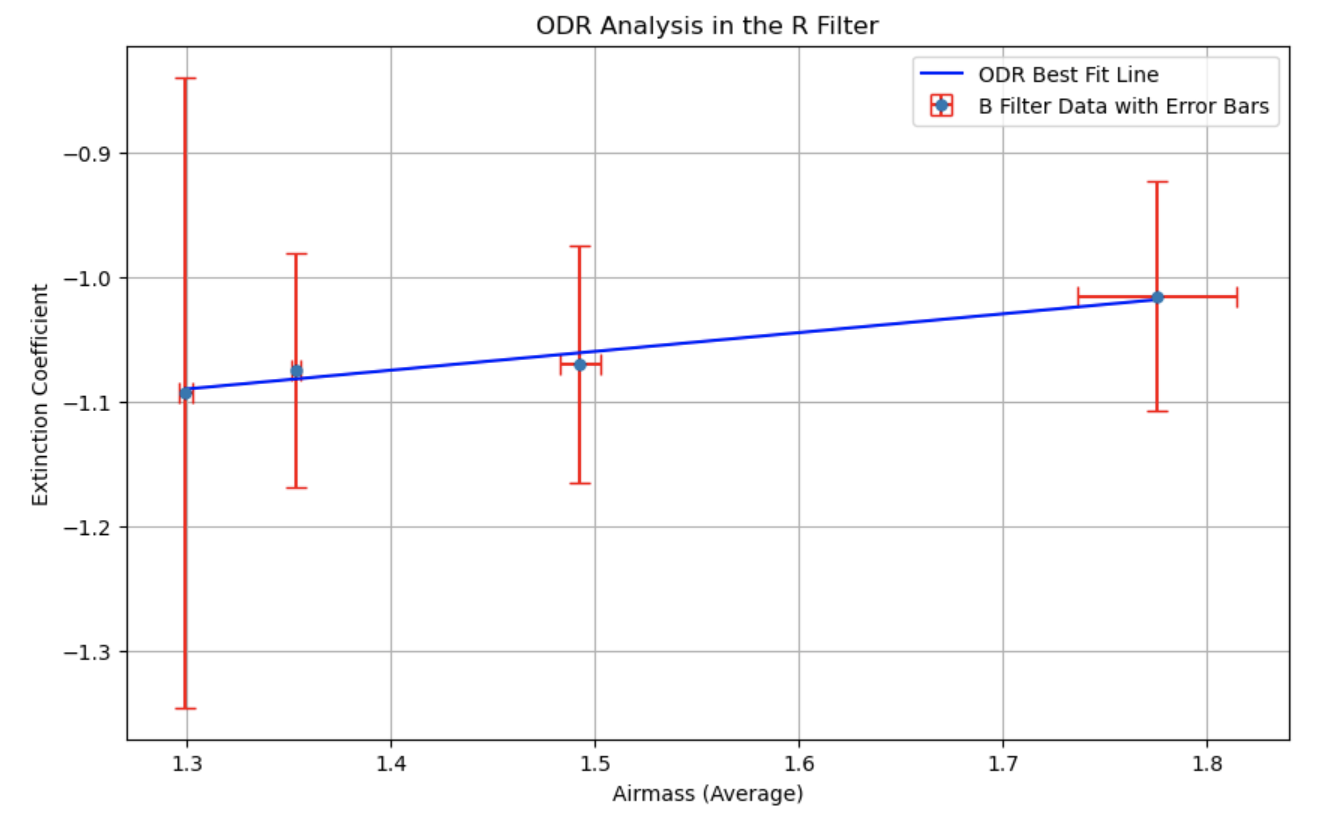 ODR Analysis in the R Filter
ODR Best Fit Line
B Filter Data with Error Bars
−0.9
−1.0
−1.1
−1.2
−1.3
Extinction Coefficient
1.3 1.4 1.5 1.6 1.7 1.8
Airmass (Average)